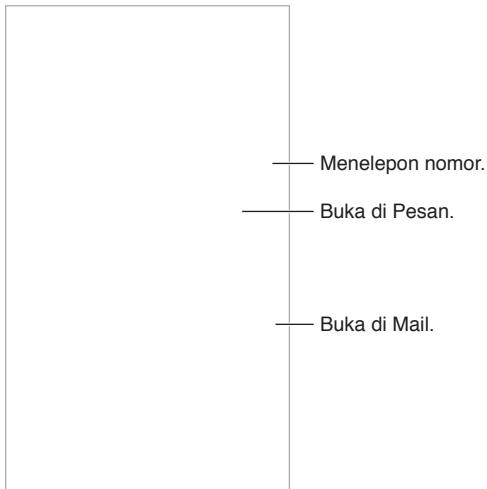 Menelepon nomor.
Buka di Pesan.
Buka di Mail.